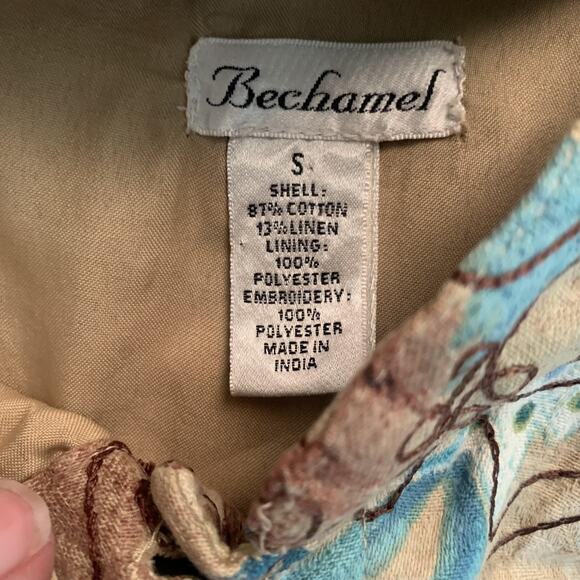 Bechamel
S
SHELL:
87% COTTON
13% LINEN
LINING:
100%
POLYESTER
EMBROIDERY:
100%
POLYESTER
MADE IN
INDIA